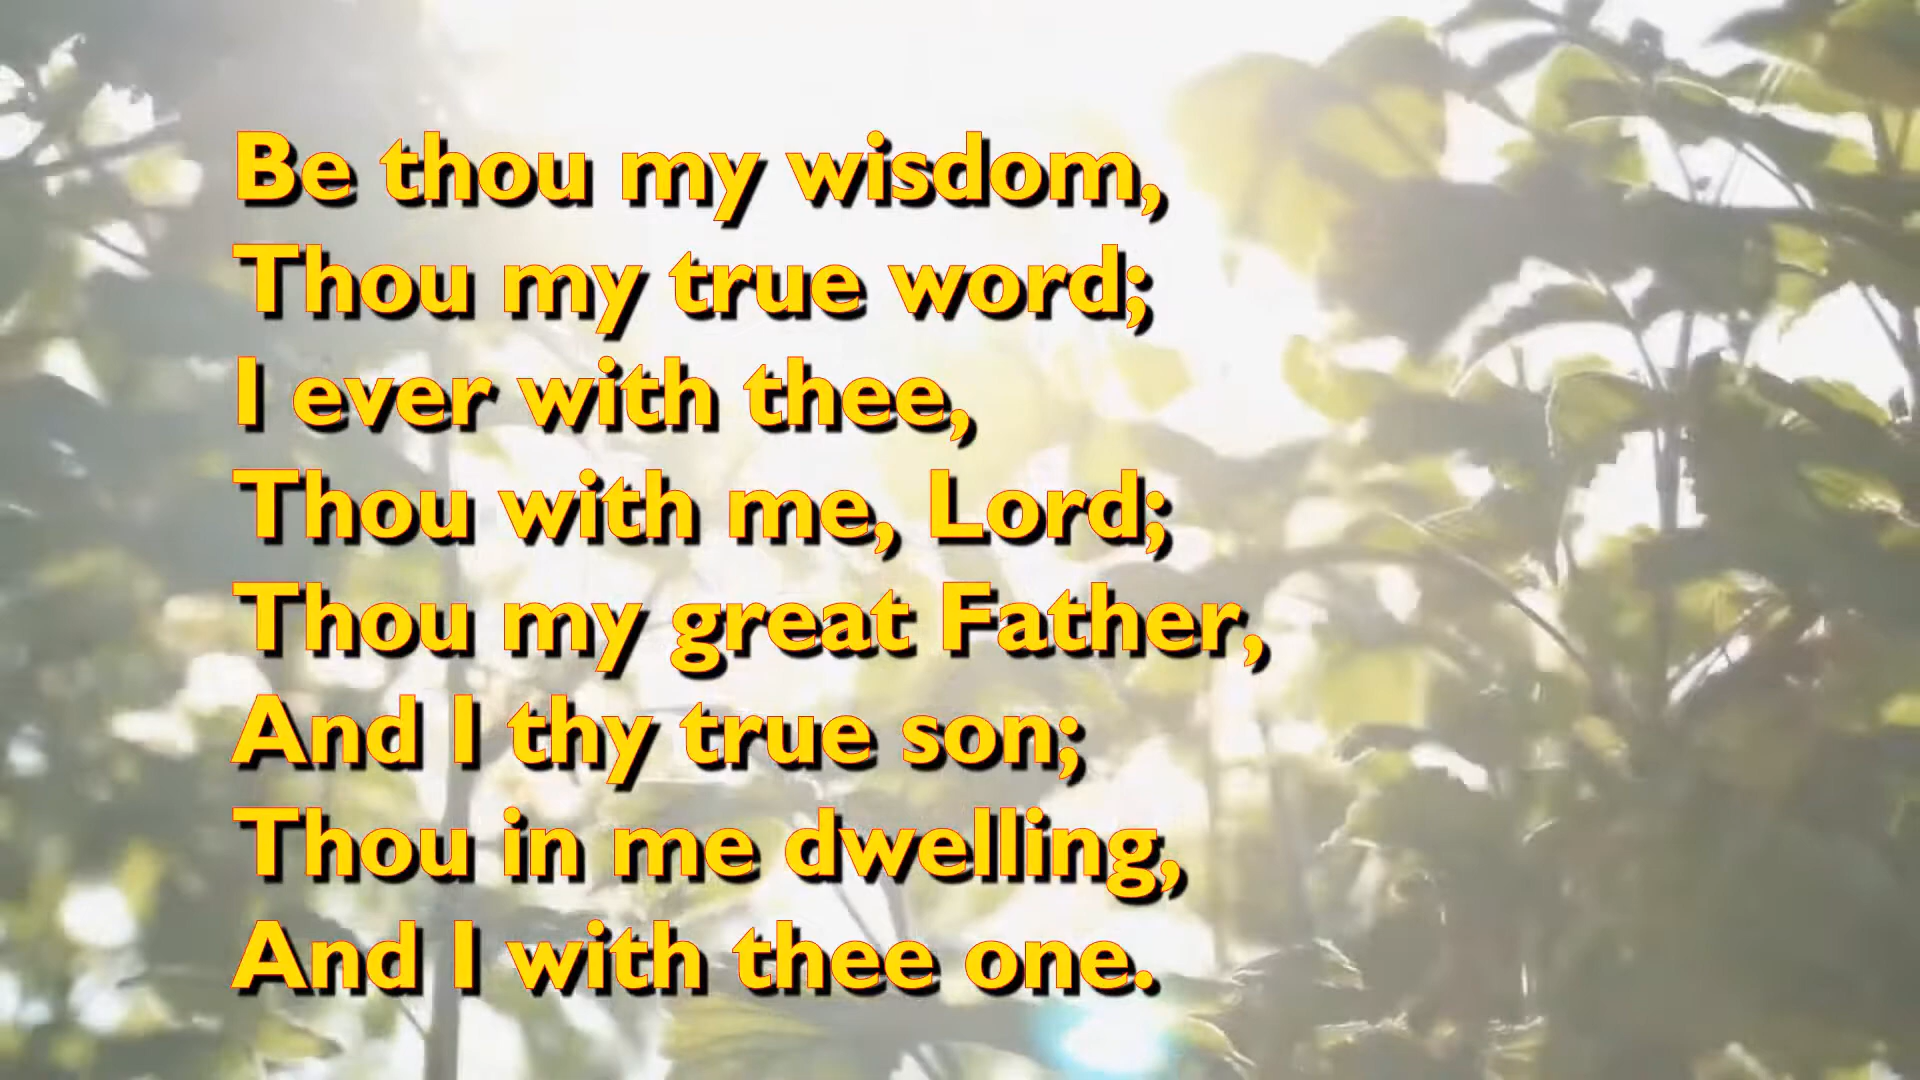 Be thou my wisdom,
Thou my true word;
I ever with thee,
Thou with me, Lord;
Thou my great Father,
And I thy true son;
Thou in me dwelling,
And I with thee one.